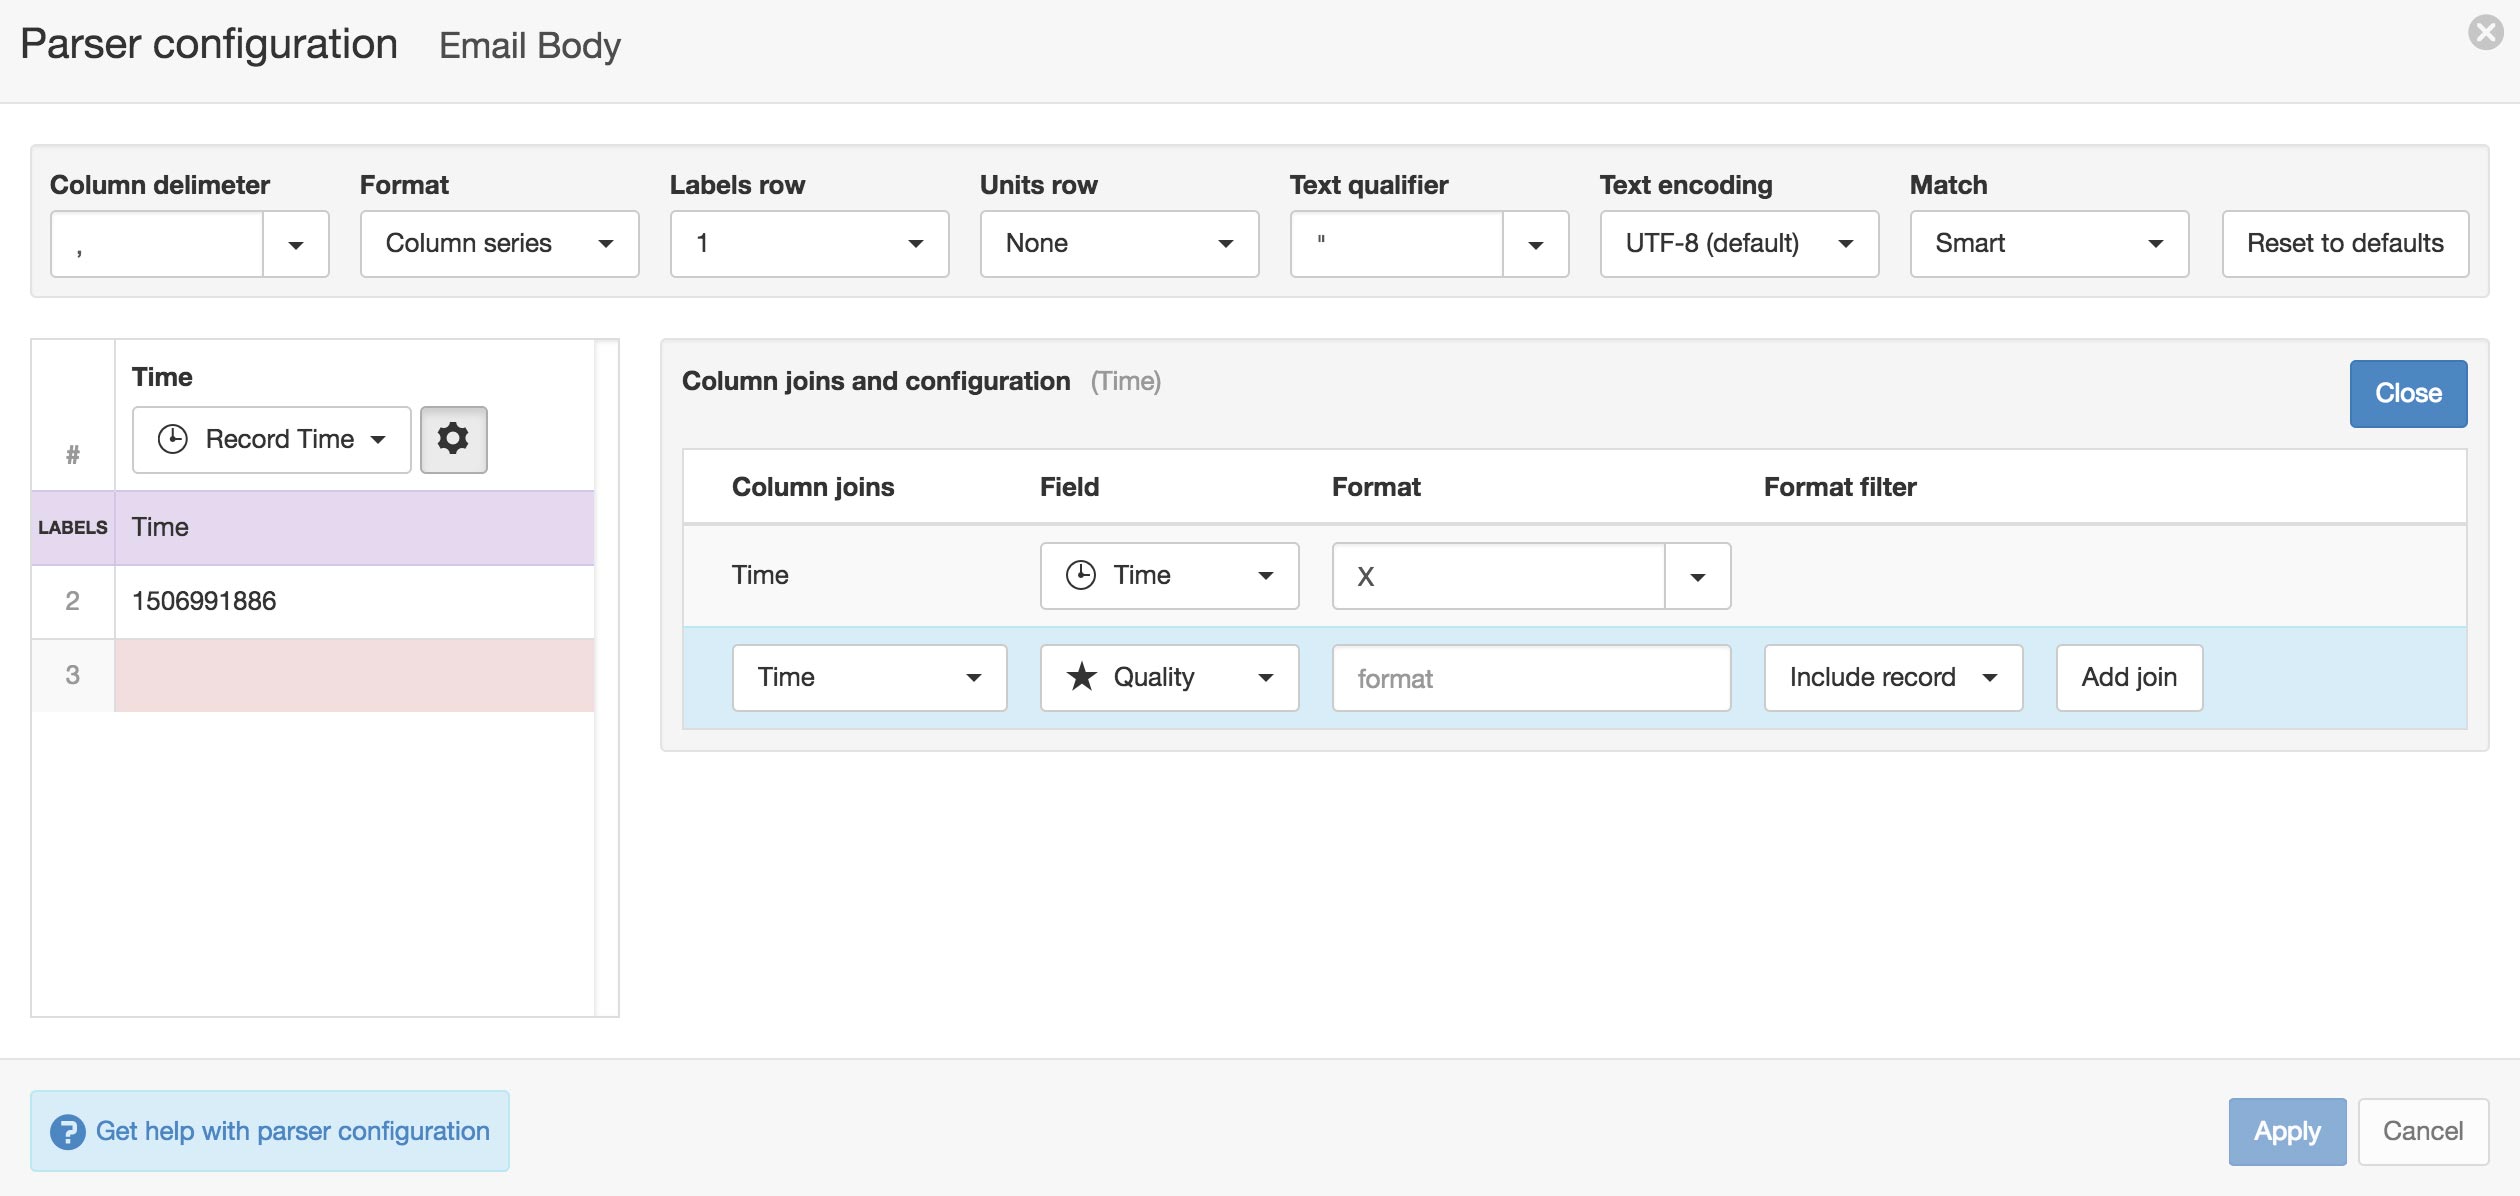 Parser configuration Email Body
Column delimeter Format Labels row Units row Text qualifier Text encoding Match
, Column series 1 None " UTF-8 (default) Smart Reset to defaults
Time
# Record Time
LABELS Time
2 1506991886
3
Column joins and configuration (Time) Close
Column joins Field Format Format filter
Time Time X
Time Quality format Include record Add join
? Get help with parser configuration
Apply Cancel